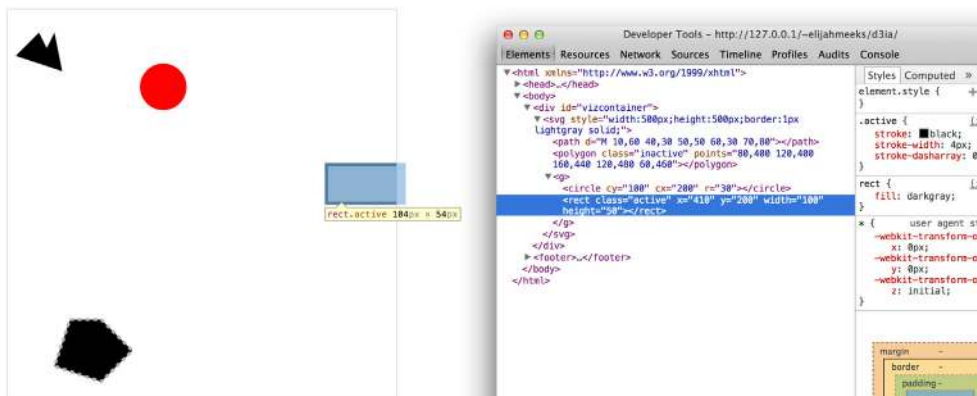 Developer Tools - http://127.0.0.1/~elijahmeeks/d3ia/
Elements Resources Network Sources Timeline Profiles Audits Console
▼<html xmlns="http://www.w3.org/1999/xhtml">
▶<head>…</head>
▼<body>
▼<div id="vizcontainer">
▼<svg style="width:500px;height:500px;border:1px
lightgray solid;">
<path d="M 10,60 40,30 50,50 60,30 70,80"></path>
<polygon class="inactive" points="80,400 120,400
160,440 120,480 60,460"></polygon>
▼<g>
<circle cy="100" cx="200" r="30"></circle>
<rect class="active" x="410" y="200" width="100"
height="50"></rect>
</g>
</svg>
</div>
▶<footer>…</footer>
</body>
</html>
rect.active 104px × 54px
Styles Computed »
element.style {
}
.active {
stroke: black;
stroke-width: 4px;
stroke-dasharray:
}
rect {
fill: darkgray;
}
* { user agent st
-webkit-transform-o
x: 0px;
-webkit-transform-o
y: 0px;
-webkit-transform-o
z: initial;
}
margin -
border -
padding -